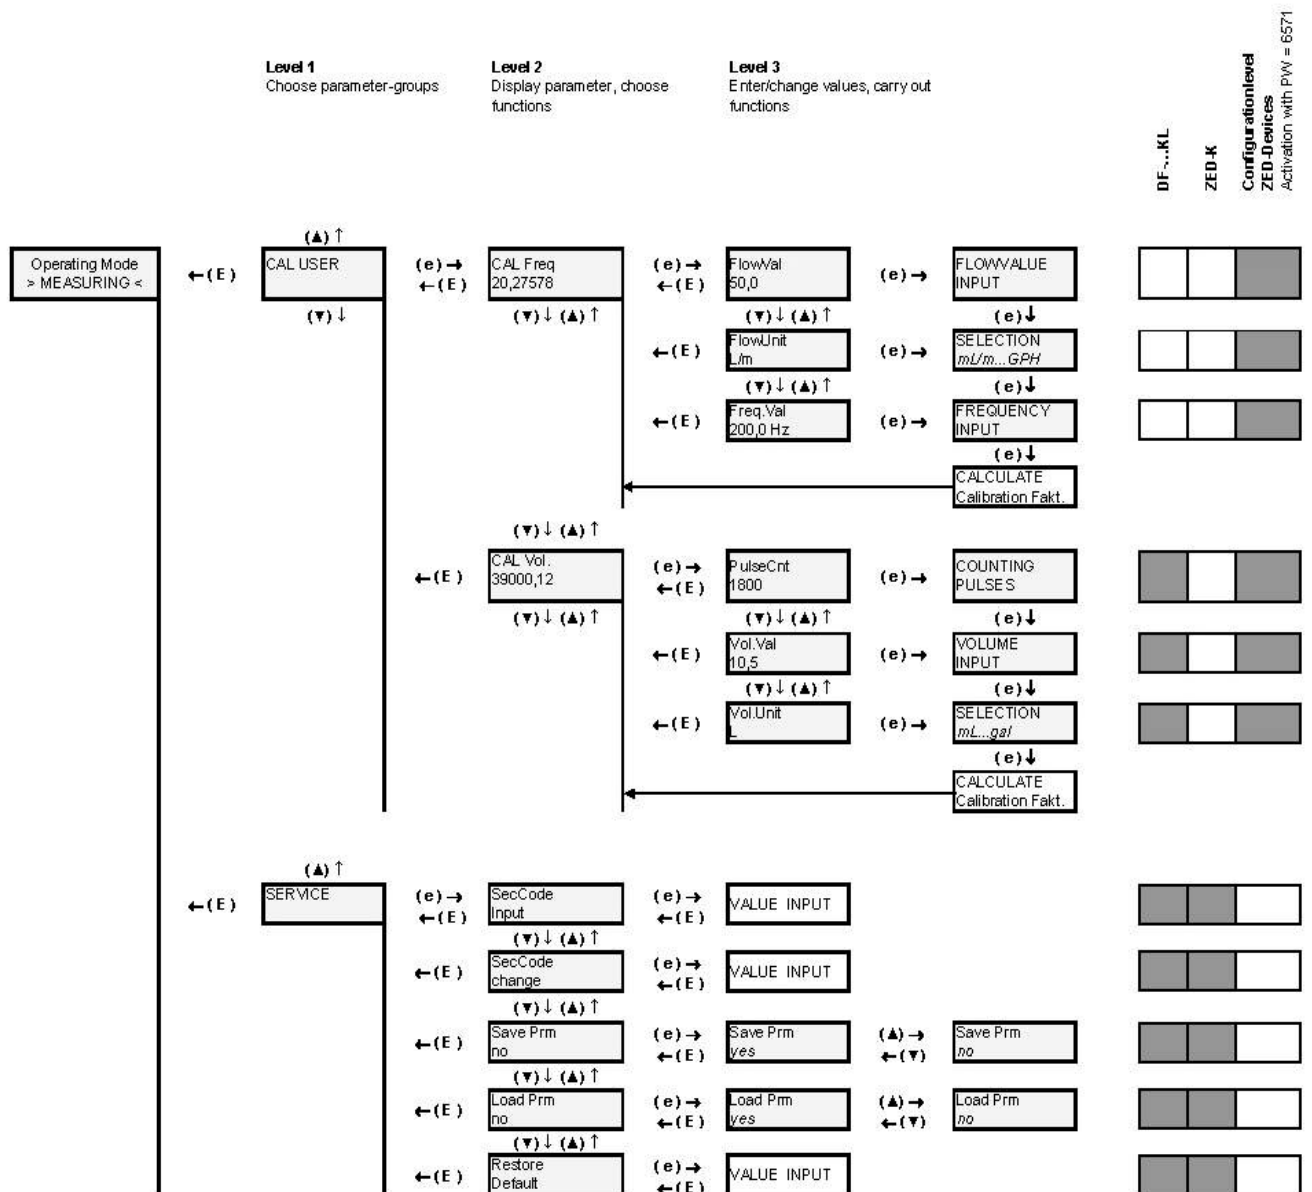 Level 1
Choose parameter-groups
Level 2
Display parameter, choose
functions
Level 3
Enter/change values, carry out
functions
DF-...KL
ZED-K
Configurationlevel
ZED-Devices
Activation with PW = 6571
(▲) ↑
Operating Mode
> MEASURING <
←(E)
CAL USER
(e)→
←(E)
CAL Freq
20,27578
(e)→
←(E)
FlowVal
50,0
(e)→
FLOWVALUE
INPUT
(▼) ↓
(▼)↓ (▲) ↑
(▼)↓ (▲) ↑
(e)↓
←(E)
FlowUnit
L/m
(e)→
SELECTION
mL/m...GPH
(▼)↓ (▲) ↑
(e)↓
←(E)
Freq.Val
200,0 Hz
(e)→
FREQUENCY
INPUT
(e)↓
CALCULATE
Calibration Fakt.
(▼)↓ (▲) ↑
←(E)
CAL Vol.
39000,12
(e)→
←(E)
PulseCnt
1800
(e)→
COUNTING
PULSES
(▼)↓ (▲) ↑
(▼)↓ (▲) ↑
(e)↓
←(E)
Vol.Val
10,5
(e)→
VOLUME
INPUT
(▼)↓ (▲) ↑
(e)↓
←(E)
Vol.Unit
L
(e)→
SELECTION
mL...gal
(e)↓
CALCULATE
Calibration Fakt.
(▲) ↑
←(E)
SERVICE
(e)→
←(E)
SecCode
Input
(e)→
←(E)
VALUE INPUT
(▼)↓ (▲) ↑
←(E)
SecCode
change
(e)→
←(E)
VALUE INPUT
(▼)↓ (▲) ↑
←(E)
Save Prm
no
(e)→
←(E)
Save Prm
yes
(▲)→
←(▼)
Save Prm
no
(▼)↓ (▲) ↑
←(E)
Load Prm
no
(e)→
←(E)
Load Prm
yes
(▲)→
←(▼)
Load Prm
no
(▼)↓ (▲) ↑
←(E)
Restore
Default
(e)→
←(E)
VALUE INPUT